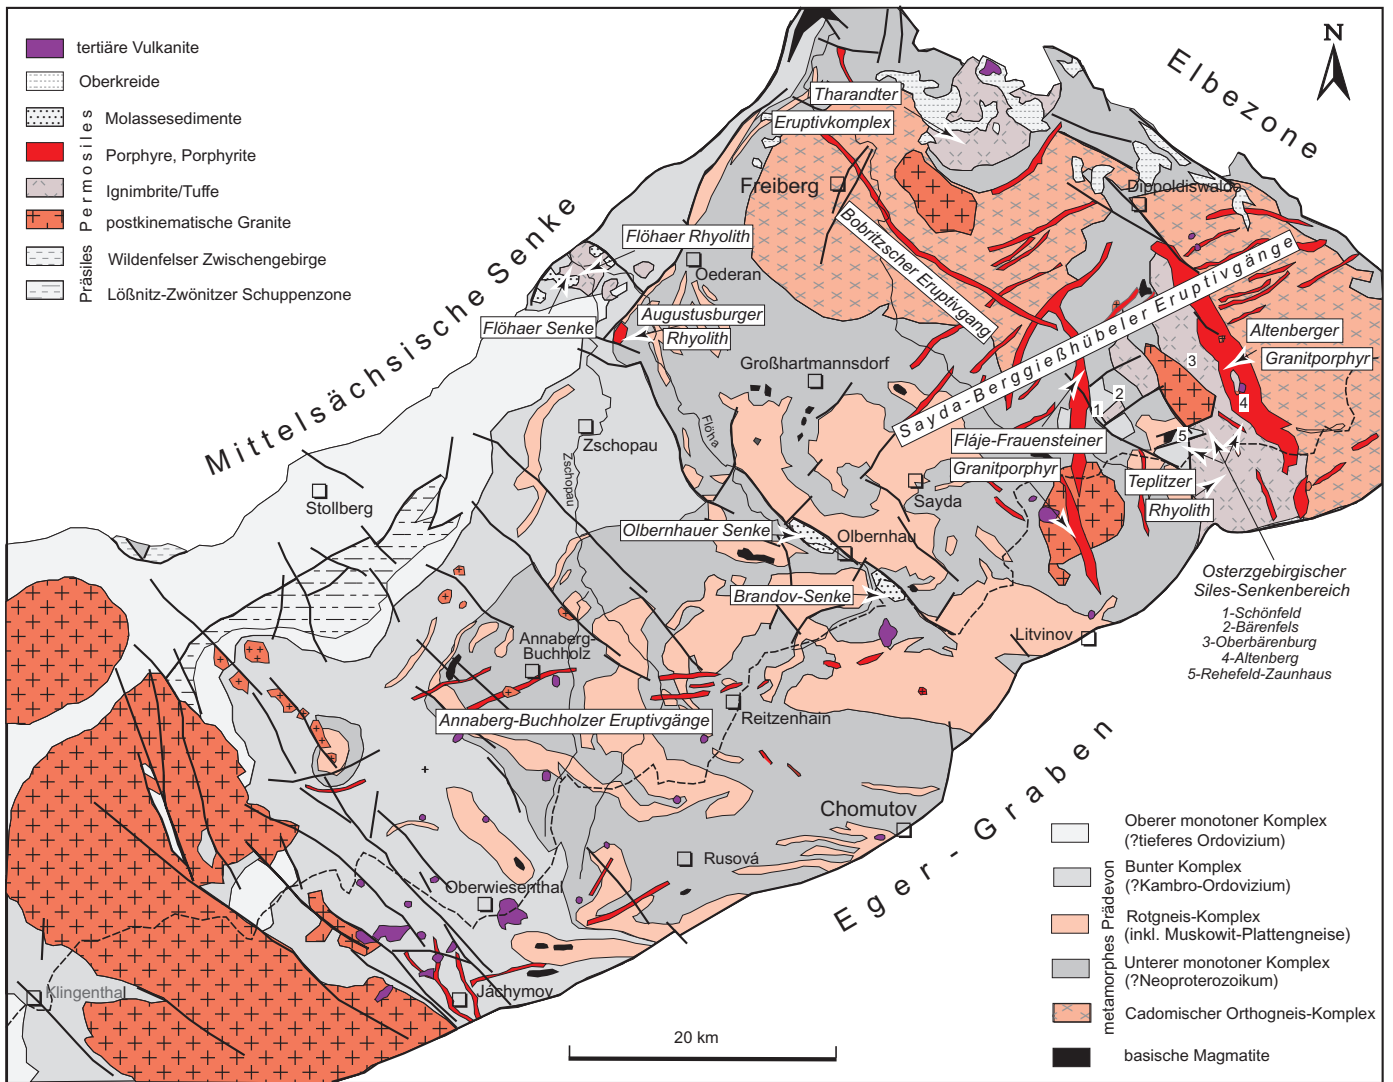 tertiäre Vulkanite
Oberkreide
Molassesedimente
Porphyre, Porphyrite
Ignimbrite/Tuffe
postkinematische Granite
Permosiles
Wildenfelser Zwischengebirge
Lößnitz-Zwönitzer Schuppenzone
Präsiles
N
Elbezone
Mittelsächsische Senke
Eger-Graben
Tharandter
Eruptivkomplex
Freiberg
Dippoldiswalde
Bobritzscher Eruptivgang
Flöhaer Rhyolith
Oederan
Flöhaer Senke
Augustusburger
Rhyolith
Sayda-Berggießhübeler Eruptivgänge
Altenberger
Granitporphyr
Großhartmannsdorf
3
2
4
1
5
Flöha
Zschopau
Zschopau
Fláje-Frauensteiner
Granitporphyr
Teplitzer
Rhyolith
Sayda
Stollberg
Olbernhauer Senke
Olbernhau
Brandov-Senke
Osterzgebirgischer
Siles-Senkenbereich
1-Schönfeld
2-Bärenfels
3-Oberbärenburg
4-Altenberg
5-Rehefeld-Zaunhaus
Litvinov
Annaberg-
Buchholz
Annaberg-Buchholzer Eruptivgänge
Reitzenhain
Chomutov
Rusová
Oberwiesenthal
Klingenthal
Jáchymov
20 km
metamorphes Prädevon
Oberer monotoner Komplex
(?tieferes Ordovizium)
Bunter Komplex
(?Kambro-Ordovizium)
Rotgneis-Komplex
(inkl. Muskowit-Plattengneise)
Unterer monotoner Komplex
(?Neoproterozoikum)
Cadomischer Orthogneis-Komplex
basische Magmatite